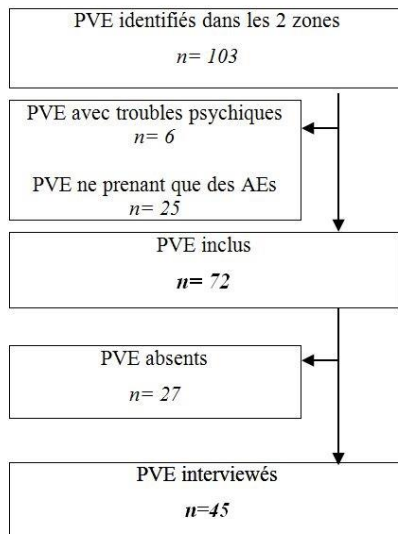 PVE identifiés dans les 2 zones
n= 103
PVE avec troubles psychiques
n= 6
PVE ne prenant que des AEs
n= 25
PVE inclus
n= 72
PVE absents
n= 27
PVE interviewés
n=45